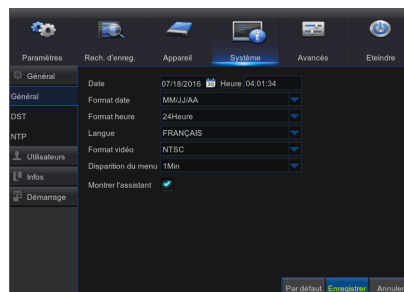 Paramètres Rech. d'enreg. Appareil Système Avancés Eteindre
Général
Général
DST
NTP
Utilisateurs
Infos
Démarrage
Date 07/18/2016 Heure 04:01:34
Format date MM/JJ/AA
Format heure 24Heure
Langue FRANÇAIS
Format vidéo NTSC
Disparition du menu 1Min
Montrer l'assistant
Par défaut Enregistrer Annuler